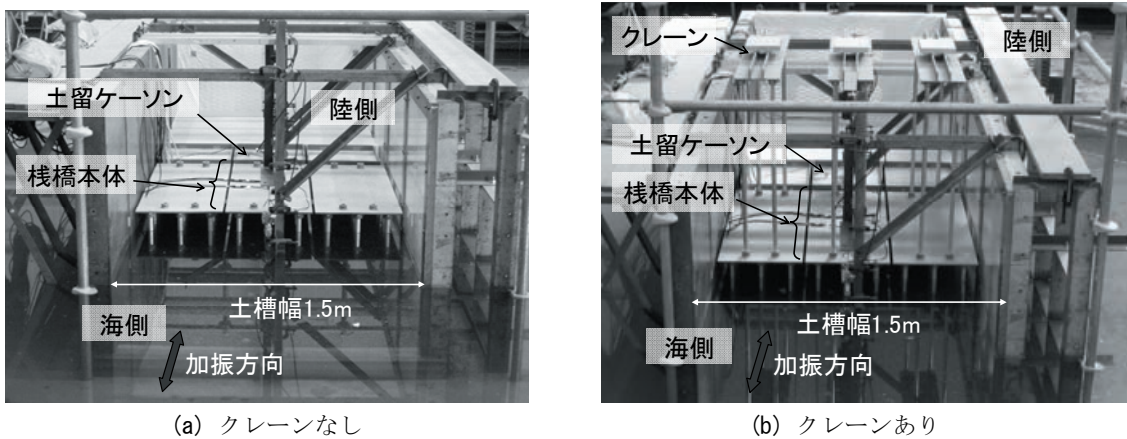 土留ケーソン
陸側
桟橋本体
土槽幅1.5m
海側
加振方向
(a) クレーンなし
クレーン
陸側
土留ケーソン
桟橋本体
土槽幅1.5m
海側
加振方向
(b) クレーンあり